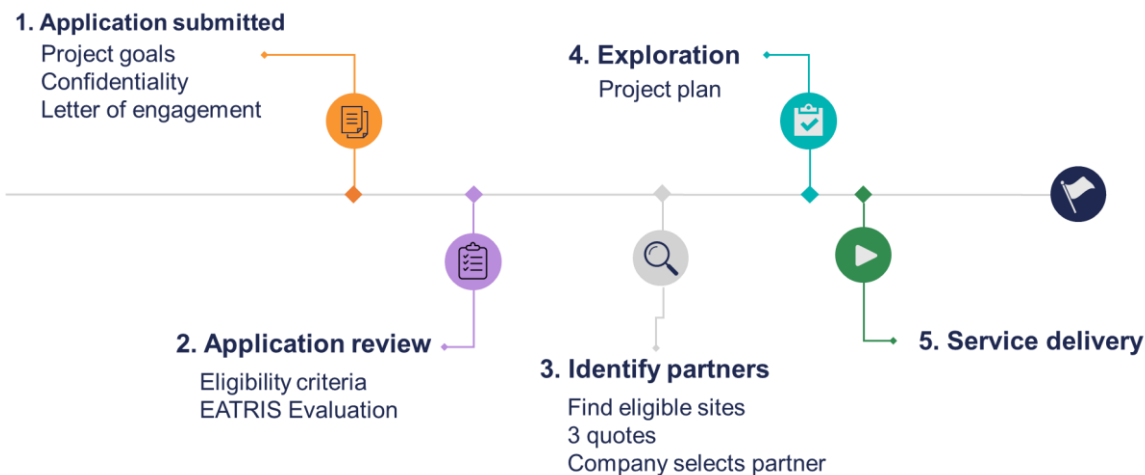 1. Application submitted
Project goals
Confidentiality
Letter of engagement
2. Application review
Eligibility criteria
EATRIS Evaluation
3. Identify partners
Find eligible sites
3 quotes
Company selects partner
4. Exploration
Project plan
5. Service delivery